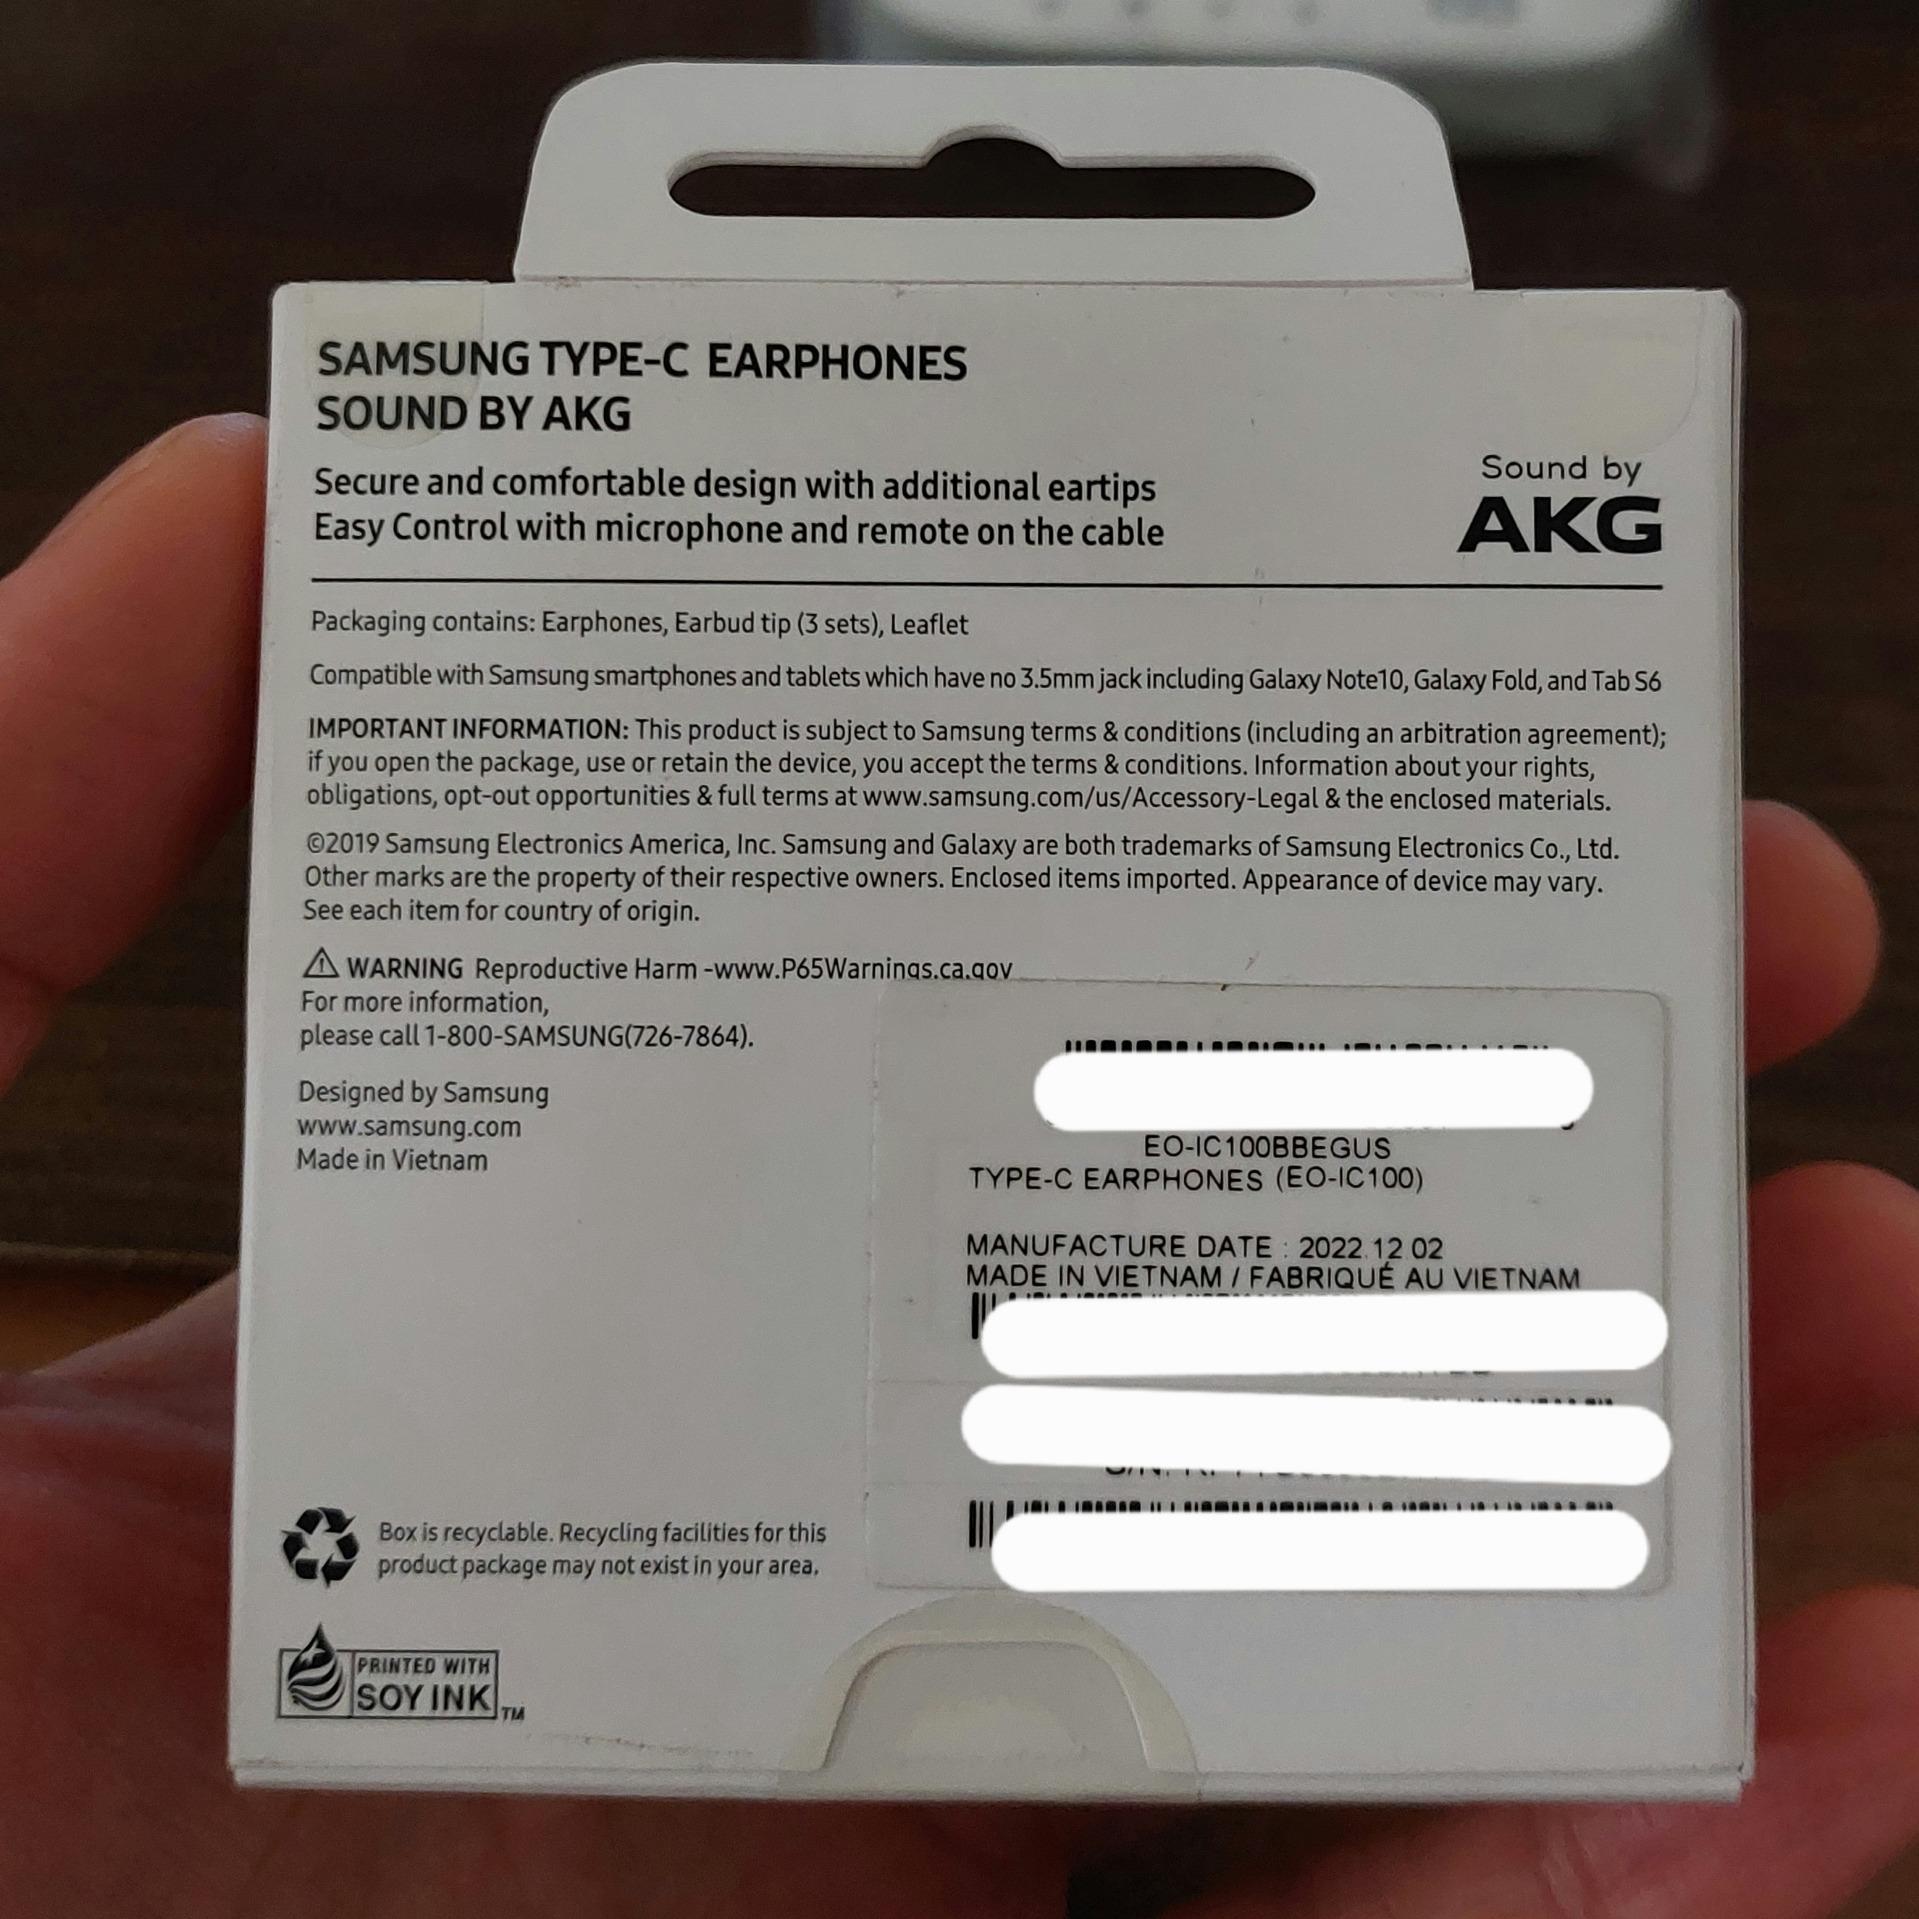 SAMSUNG TYPE-C EARPHONES
SOUND BY AKG
Secure and comfortable design with additional eartips
Easy Control with microphone and remote on the cable
Sound by
AKG
Packaging contains: Earphones, Earbud tip (3 sets), Leaflet
Compatible with Samsung smartphones and tablets which have no 3.5mm jack including Galaxy Note10, Galaxy Fold, and Tab S6
IMPORTANT INFORMATION: This product is subject to Samsung terms & conditions (including an arbitration agreement);
if you open the package, use or retain the device, you accept the terms & conditions. Information about your rights,
obligations, opt-out opportunities & full terms at www.samsung.com/us/Accessory-Legal & the enclosed materials.
©2019 Samsung Electronics America, Inc. Samsung and Galaxy are both trademarks of Samsung Electronics Co., Ltd.
Other marks are the property of their respective owners. Enclosed items imported. Appearance of device may vary.
See each item for country of origin.
WARNING Reproductive Harm -www.P65Warnings.ca.gov
For more information,
please call 1-800-SAMSUNG(726-7864).
Designed by Samsung
www.samsung.com
Made in Vietnam
EO-IC100BBEGUS
TYPE-C EARPHONES (EO-IC100)
MANUFACTURE DATE : 2022.12.02
MADE IN VIETNAM / FABRIQUÉ AU VIETNAM
Box is recyclable. Recycling facilities for this
product package may not exist in your area.
PRINTED WITH
SOY INK TM